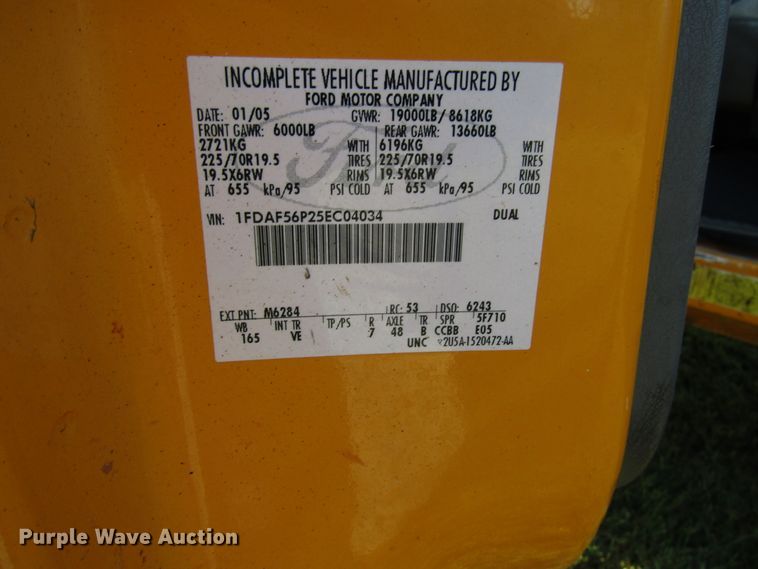 INCOMPLETE VEHICLE MANUFACTURED BY
FORD MOTOR COMPANY
DATE: 01/05 GVWR: 19000LB/ 8618KG
FRONT GAWR: 6000LB REAR GAWR: 13660LB
2721KG WITH 6196KG WITH
225/70R19.5 TIRES 225/70R19.5 TIRES
19.5X6RW RIMS 19.5X6RW RIMS
AT 655 kPa/95 PSI COLD AT 655 kPa/95 PSI COLD
VIN: 1FDAF56P25EC04034 DUAL
Ford
EXT PNT: M6284 RC: 53 DSO: 6243
WB INT TR TP/PS R AXLE TR SPR 5F710
165 VE 7 48 B CCBB E05
UNC 2U5A-1520472-AA
Purple Wave Auction